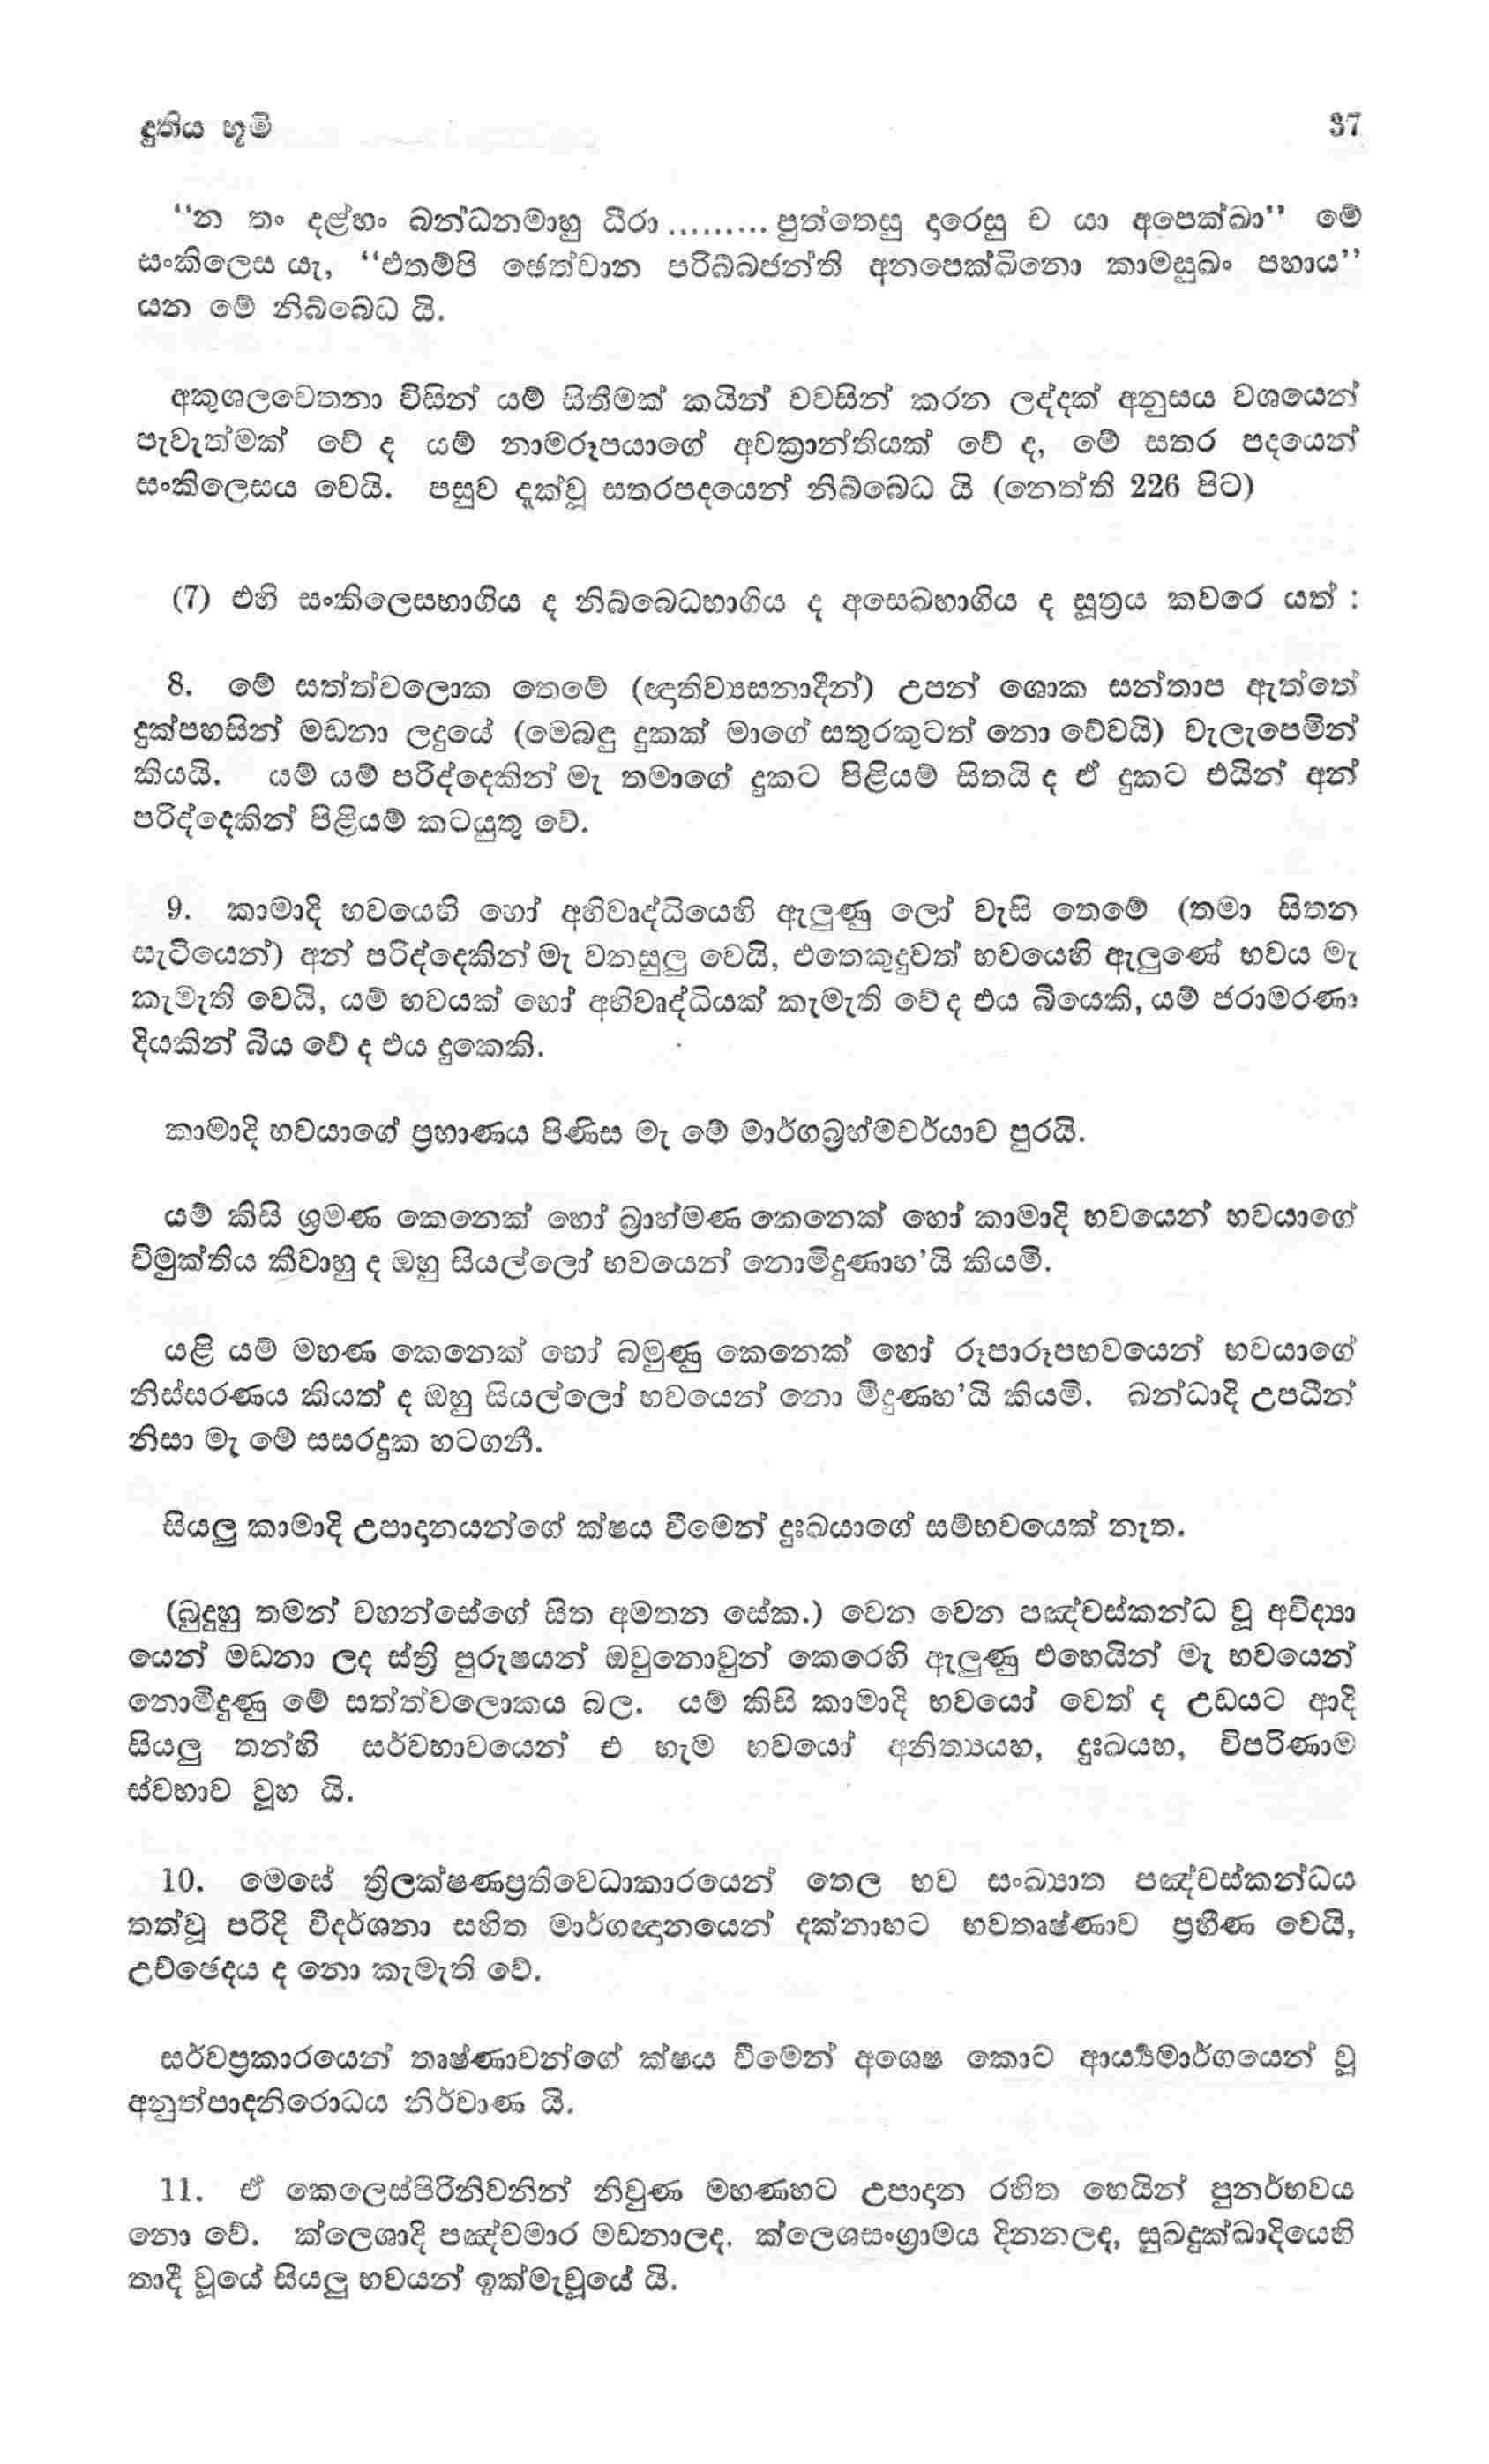 දුතිය භූමි 37
“න තං දළ්හං බන්ධනමාහු ධීරා ......... පුත්තෙසු දාරෙසු ච යා අපෙක්ඛා” මේ
සංකිලෙස යැ, “එතම්පි ඡෙත්වාන පරිබ්බජන්ති අනපෙක්ඛිනො කාමසුඛං පහාය”
යන මේ නිබ්බෙධ යි.
අකුශලචෙතනා විසින් යම් සිතීමක් කයින් වචසින් කරන ලද්දක් අනුසය වශයෙන්
පැවැත්මක් වේ ද යම් නාමරූපයාගේ අවක්‍රාන්තියක් වේ ද, මේ සතර පදයෙන්
සංකිලෙසය වෙයි. පසුව දැක්වූ සතරපදයෙන් නිබ්බෙධ යි (නෙත්ති 226 පිට)
(7) එහි සංකිලෙසභාගිය ද නිබ්බෙධභාගිය ද අසෙඛභාගිය ද සූත්‍රය කවරෙ යත් :
8. මේ සත්ත්වලොක තෙමේ (ඥාතිව්‍යසනාදීන්) උපන් ශොක සන්තාප ඇත්තේ
දුක්පහසින් මඩනා ලදුයේ (මෙබඳු දුකක් මාගේ සතුරකුටත් නො වේවයි) වැලැපෙමින්
කියයි. යම් යම් පරිද්දෙකින් මැ තමාගේ දුකට පිළියම් සිතයි ද ඒ දුකට එයින් අන්
පරිද්දෙකින් පිළියම් කටයුතු වේ.
9. කාමාදි භවයෙහි හෝ අභිවෘද්ධියෙහි ඇලුණු ලෝ වැසි තෙමේ (තමා සිතන
සැටියෙන්) අන් පරිද්දෙකින් මැ වනසුලු වෙයි, එතෙකුදුවත් භවයෙහි ඇලුණේ භවය මැ
කැමැති වෙයි, යම් භවයක් හෝ අභිවෘද්ධියක් කැමැති වේ ද එය බියෙකි, යම් ජරාමරණා
දියකින් බිය වේ ද එය දුකෙකි.
කාමාදි භවයාගේ ප්‍රහාණය පිණිස මැ මේ මාර්ගබ්‍රහ්මචර්යාව පුරයි.
යම් කිසි ශ්‍රමණ කෙනෙක් හෝ බ්‍රාහ්මණ කෙනෙක් හෝ කාමාදි භවයෙන් භවයාගේ
විමුක්තිය කීවාහු ද ඔහු සියල්ලෝ භවයෙන් නොමිදුණාහ’යි කියමි.
යළි යම් මහණ කෙනෙක් හෝ බමුණු කෙනෙක් හෝ රූපාරූපභවයෙන් භවයාගේ
නිස්සරණය කියත් ද ඔහු සියල්ලෝ භවයෙන් නො මිදුණහ’යි කියමි. ඛන්ධාදි උපධීන්
නිසා මැ මේ සසරදුක හටගනී.
සියලු කාමාදි උපාදානයන්ගේ ක්ෂය වීමෙන් දුඃඛයාගේ සම්භවයෙක් නැත.
(බුදුහු තමන් වහන්සේගේ සිත අමතන සේක.) වෙන වෙන පඤ්චස්කන්ධ වූ අවිද්‍යා
යෙන් මඩනා ලද ස්ත්‍රි පුරුෂයන් ඔවුනොවුන් කෙරෙහි ඇලුණු එහෙයින් මැ භවයෙන්
නොමිදුණු මේ සත්ත්වලොකය බල. යම් කිසි කාමාදි භවයෝ වෙත් ද උඩයට ආදි
සියලු තන්හි සර්වභාවයෙන් එ හැම භවයෝ අනිත්‍යයහ, දුඃඛයහ, විපරිණාම
ස්වභාව වූහ යි.
10. මෙසේ ත්‍රිලක්ෂණප්‍රතිවෙධාකාරයෙන් තෙල භව සංඛ්‍යාත පඤ්චස්කන්ධය
තත්වූ පරිදි විදර්ශනා සහිත මාර්ගඥානයෙන් දක්නාහට භවතෘෂ්ණාව ප්‍රහීණ වෙයි,
උච්ඡෙදය ද නො කැමැති වේ.
සර්වප්‍රකාරයෙන් තෘෂ්ණාවන්ගේ ක්ෂය වීමෙන් අශෙෂ කොට ආර්‍ය්‍යමාර්ගයෙන් වූ
අනුත්පාදනිරොධය නිර්වාණ යි.
11. ඒ කෙලෙස්පිරිනිවනින් නිවුණ මහණහට උපාදාන රහිත හෙයින් පුනර්භවය
නො වේ. ක්ලෙශාදි පඤ්චමාර මඩනාලද, ක්ලෙශසංග්‍රාමය දිනනලද, සුඛදුක්ඛාදියෙහි
තාදී වූයේ සියලු භවයන් ඉක්මැවූයේ යි.